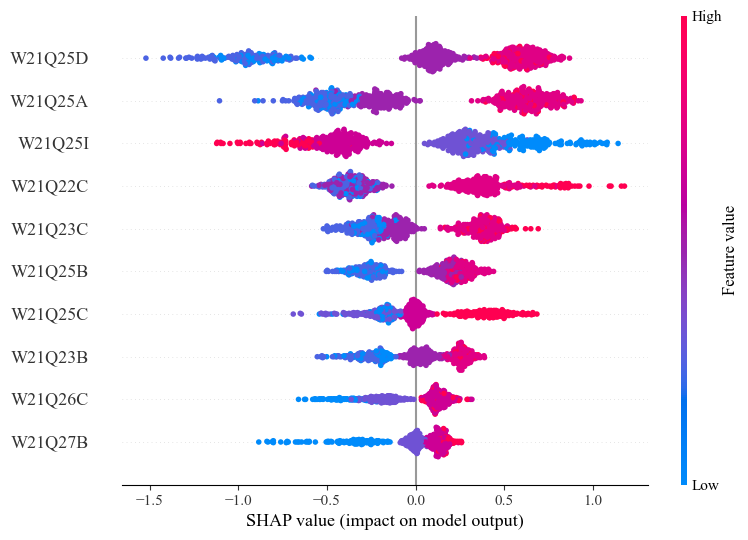 High
W21Q25D
W21Q25A
W21Q25I
W21Q22C
W21Q23C
W21Q25B
W21Q25C
W21Q23B
W21Q26C
W21Q27B
Feature value
Low
−1.5 −1.0 −0.5 0.0 0.5 1.0
SHAP value (impact on model output)